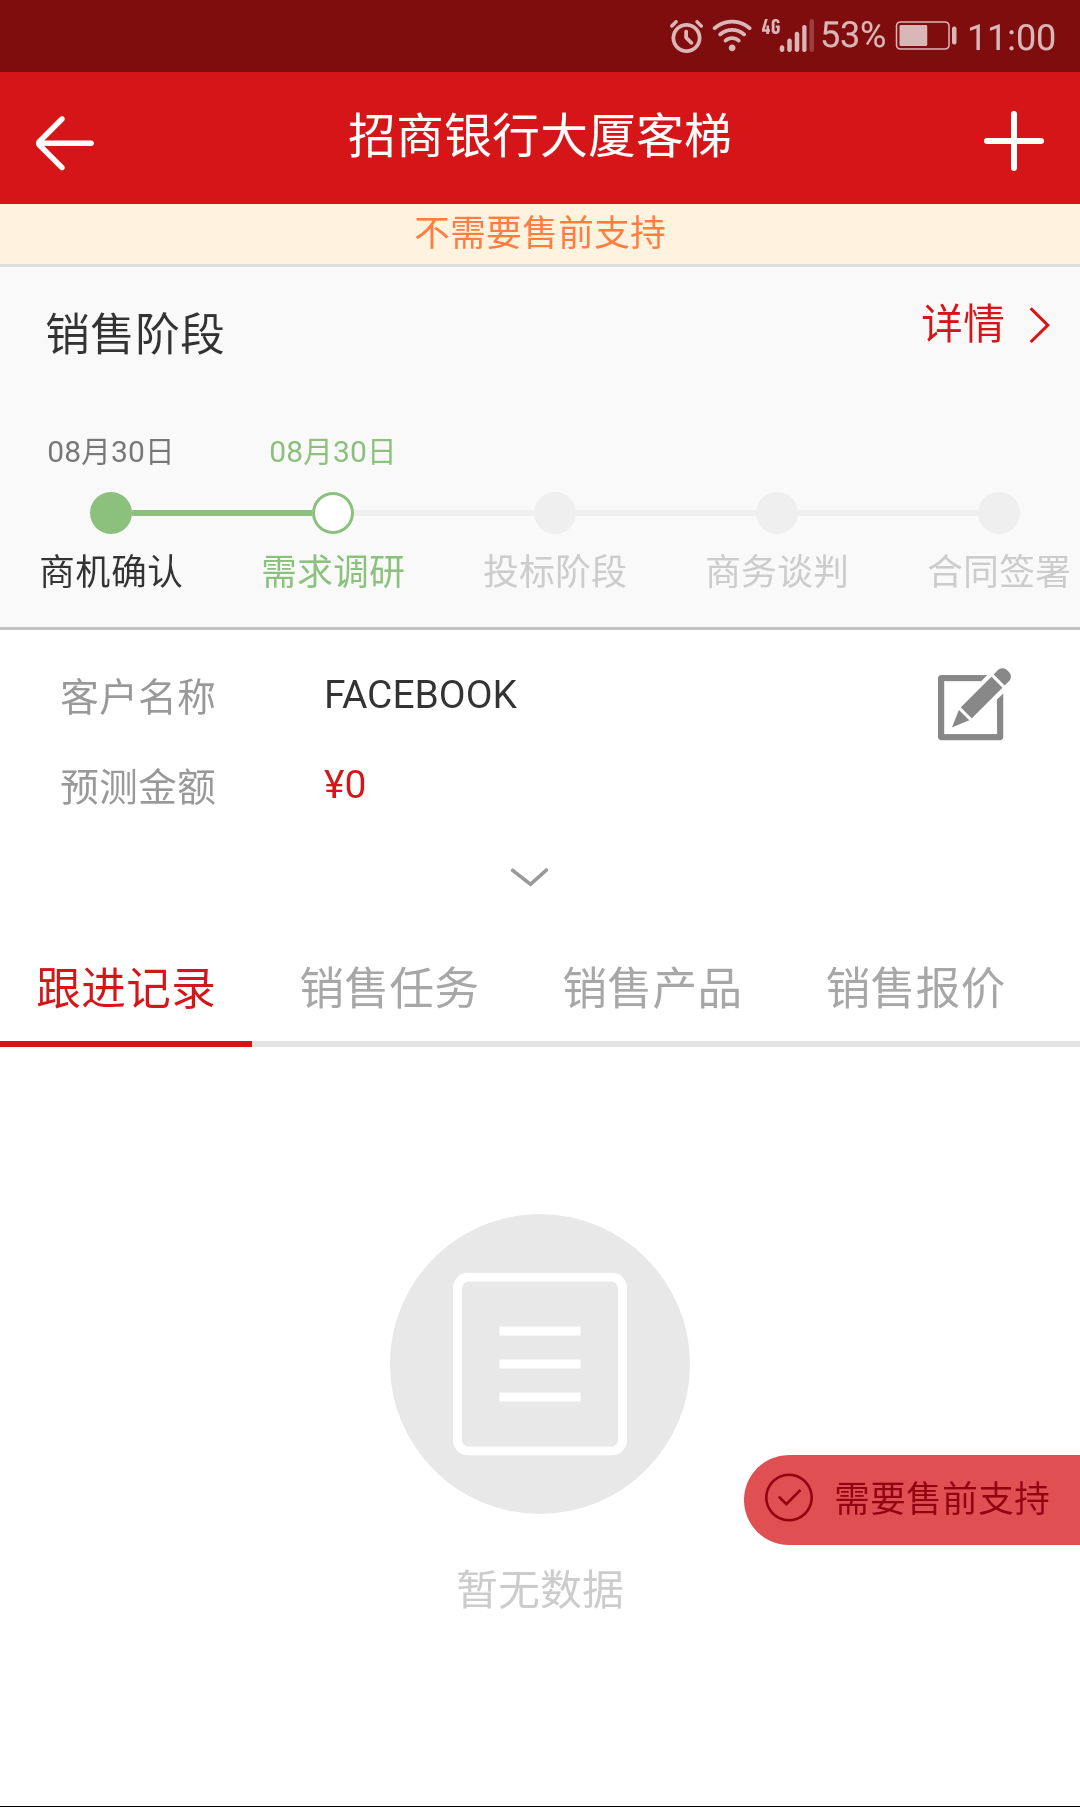 4G 53% 11:00
招商银行大厦客梯
不需要售前支持
销售阶段 详情
08月30日 08月30日
商机确认 需求调研 投标阶段 商务谈判 合同签署
客户名称 FACEBOOK
预测金额 ¥0
跟进记录 销售任务 销售产品 销售报价
需要售前支持
暂无数据